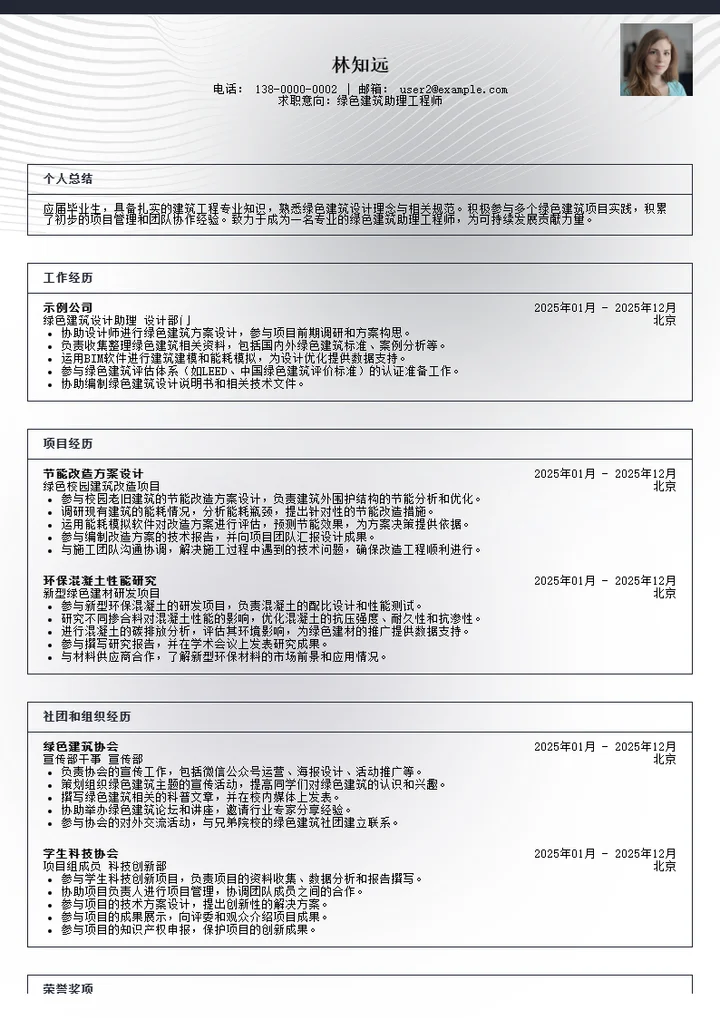 林知远
电话： 138-0000-0002 | 邮箱： user2@example.com
求职意向：绿色建筑助理工程师
个人总结
应届毕业生，具备扎实的建筑工程专业知识，熟悉绿色建筑设计理念与相关规范。积极参与多个绿色建筑项目实践，积累
了初步的项目管理和团队协作经验。致力于成为一名专业的绿色建筑助理工程师，为可持续发展贡献力量。
工作经历
示例公司 2025年01月 - 2025年12月
绿色建筑设计助理 设计部门 北京
• 协助设计师进行绿色建筑方案设计，参与项目前期调研和方案构思。
• 负责收集整理绿色建筑相关资料，包括国内外绿色建筑标准、案例分析等。
• 运用BIM软件进行建筑建模和能耗模拟，为设计优化提供数据支持。
• 参与绿色建筑评估体系（如LEED、中国绿色建筑评价标准）的认证准备工作。
• 协助编制绿色建筑设计说明书和相关技术文件。
项目经历
节能改造方案设计 2025年01月 - 2025年12月
绿色校园建筑改造项目 北京
• 参与校园老旧建筑的节能改造方案设计，负责建筑外围护结构的节能分析和优化。
• 调研现有建筑的能耗情况，分析能耗瓶颈，提出针对性的节能改造措施。
• 运用能耗模拟软件对改造方案进行评估，预测节能效果，为方案决策提供依据。
• 参与编制改造方案的技术报告，并向项目团队汇报设计成果。
• 与施工团队沟通协调，解决施工过程中遇到的技术问题，确保改造工程顺利进行。
环保混凝土性能研究 2025年01月 - 2025年12月
新型绿色建材研发项目 北京
• 参与新型环保混凝土的研发项目，负责混凝土的配比设计和性能测试。
• 研究不同掺合料对混凝土性能的影响，优化混凝土的抗压强度、耐久性和抗渗性。
• 进行混凝土的碳排放分析，评估其环境影响，为绿色建材的推广提供数据支持。
• 参与撰写研究报告，并在学术会议上发表研究成果。
• 与材料供应商合作，了解新型环保材料的市场前景和应用情况。
社团和组织经历
绿色建筑协会 2025年01月 - 2025年12月
宣传部干事 宣传部 北京
• 负责协会的宣传工作，包括微信公众号运营、海报设计、活动推广等。
• 策划组织绿色建筑主题的宣传活动，提高同学们对绿色建筑的认识和兴趣。
• 撰写绿色建筑相关的科普文章，并在校内媒体上发表。
• 协助举办绿色建筑论坛和讲座，邀请行业专家分享经验。
• 参与协会的对外交流活动，与兄弟院校的绿色建筑社团建立联系。
学生科技协会 2025年01月 - 2025年12月
项目组成员 科技创新部 北京
• 参与学生科技创新项目，负责项目的资料收集、数据分析和报告撰写。
• 协助项目负责人进行项目管理，协调团队成员之间的合作。
• 参与项目的技术方案设计，提出创新性的解决方案。
• 参与项目的成果展示，向评委和观众介绍项目成果。
• 参与项目的知识产权申报，保护项目的创新成果。
荣誉奖项